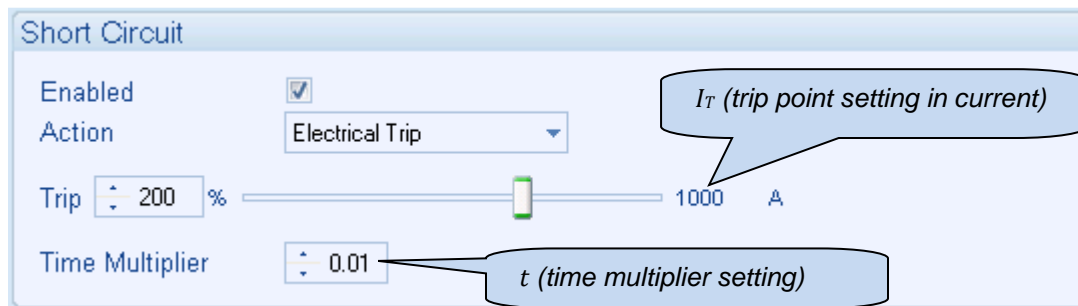 Short Circuit
Enabled
Action Electrical Trip
I_T (trip point setting in current)
Trip 200 % 1000 A
Time Multiplier 0.01
t (time multiplier setting)